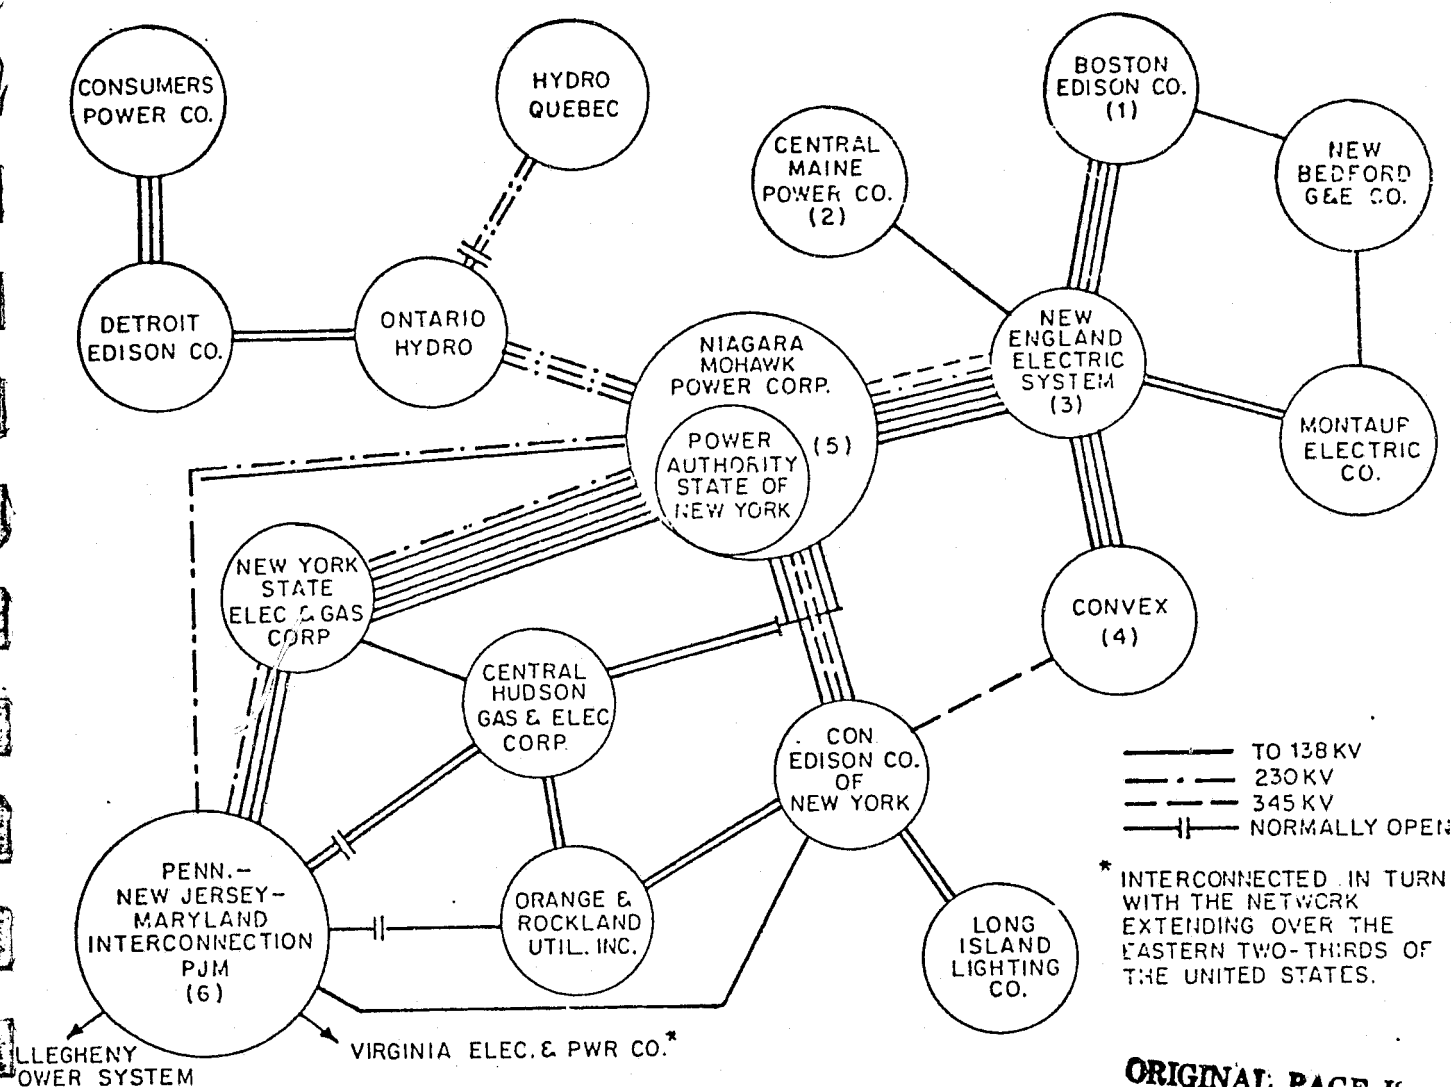 CONSUMERS
POWER CO.
HYDRO
QUEBEC
BOSTON
EDISON CO.
(1)
CENTRAL
MAINE
POWER CO.
(2)
NEW
BEDFORD
G&E CO.
DETROIT
EDISON CO.
ONTARIO
HYDRO
NIAGARA
MOHAWK
POWER CORP.
(5)
POWER
AUTHORITY
STATE OF
NEW YORK
NEW
ENGLAND
ELECTRIC
SYSTEM
(3)
MONTAUF
ELECTRIC
CO.
NEW YORK
STATE
ELEC & GAS
CORP
CONVEX
(4)
CENTRAL
HUDSON
GAS & ELEC
CORP.
CON.
EDISON CO.
OF
NEW YORK
TO 138 KV
230 KV
345 KV
NORMALLY OPEN
PENN.-
NEW JERSEY-
MARYLAND
INTERCONNECTION
PJM
(6)
ORANGE &
ROCKLAND
UTIL. INC.
LONG
ISLAND
LIGHTING
CO.
* INTERCONNECTED IN TURN
WITH THE NETWORK
EXTENDING OVER THE
EASTERN TWO-THIRDS OF
THE UNITED STATES.
LLEGHENY
OWER SYSTEM
VIRGINIA ELEC. & PWR CO.*
ORIGINAL PAGE